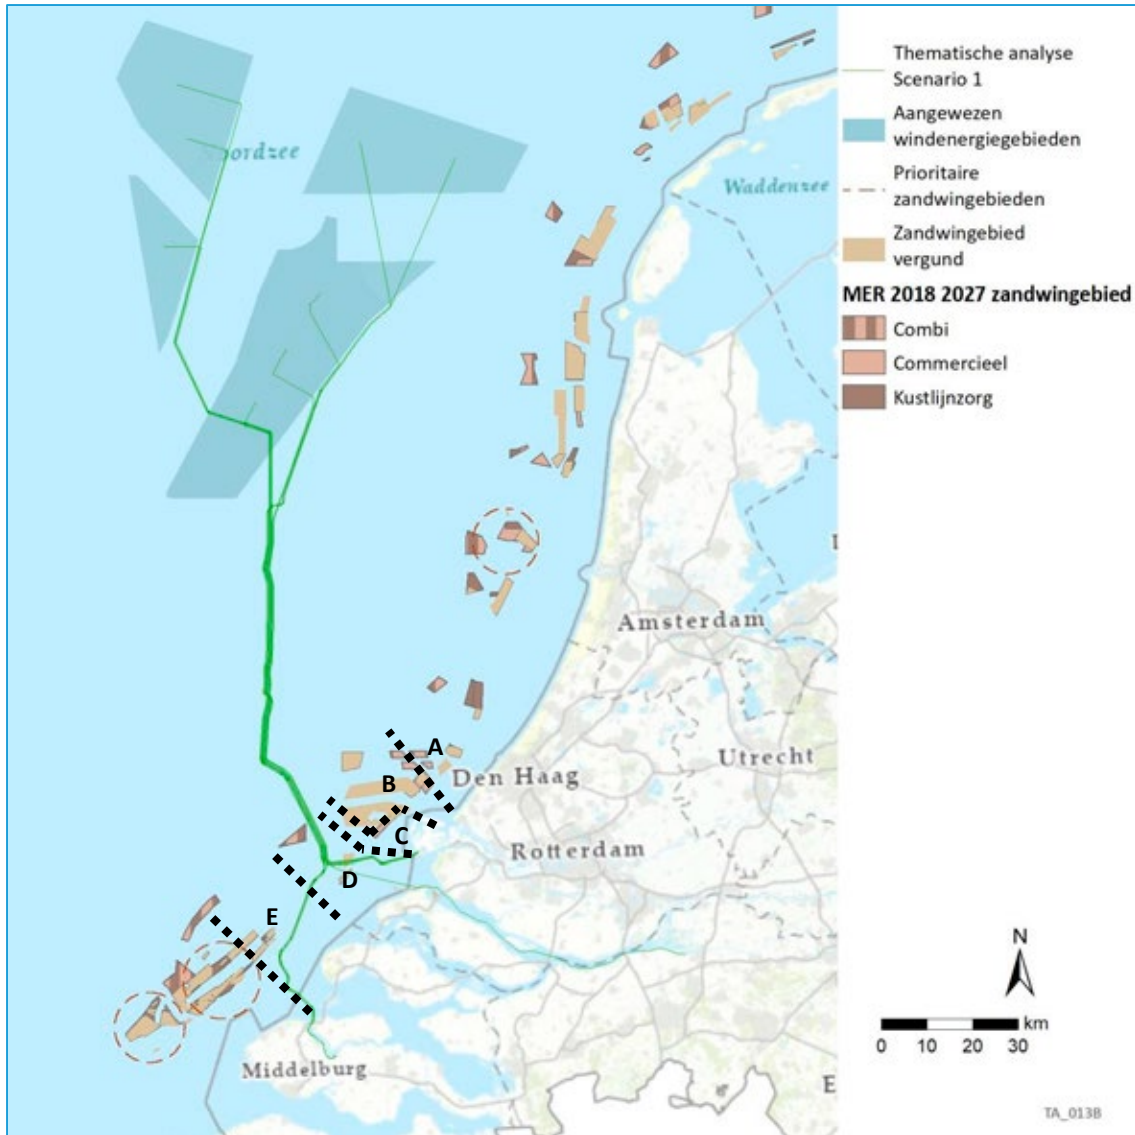 Noordzee
Waddenzee
Amsterdam
Utrecht
Den Haag
Rotterdam
Middelburg
A
B
C
D
E
E
Thematische analyse
Scenario 1
Aangewezen
windenergiegebieden
Prioritaire
zandwingebieden
Zandwingebied
vergund
MER 2018 2027 zandwingebied
Combi
Commercieel
Kustlijnzorg
N
km
0 10 20 30
TA_013B